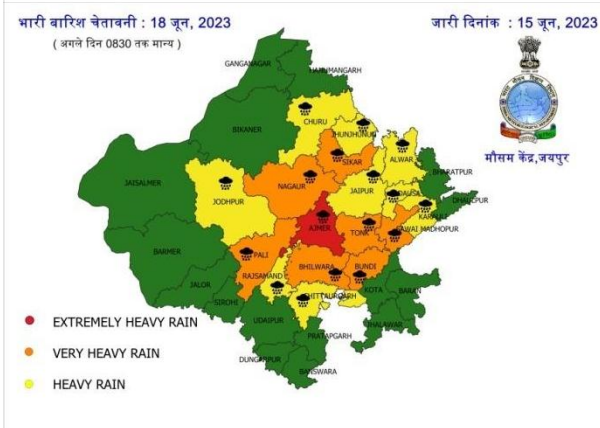 भारी बारिश चेतावनी : 18 जून, 2023
जारी दिनांक : 15 जून, 2023
( अगले दिन 0830 तक मान्य )
GANGANAGAR
HANUMANGARH
CHURU
BIKANER
JHUNJHUNU
SIKAR
ALWAR
मौसम केंद्र,जयपुर
BHARATPUR
JAISALMER
NAGAUR
JAIPUR
DAUSA
DHAULPUR
JODHPUR
KARAULI
AJMER
TONK
SAWAI MADHOPUR
BARMER
PALI
BHILWARA
BUNDI
RAJSAMAND
JALOR
KOTA
BARAN
SIROHI
CHITTAURGARH
EXTREMELY HEAVY RAIN
UDAIPUR
JHALAWAR
PRATAPGARH
VERY HEAVY RAIN
DUNGARPUR
BANSWARA
HEAVY RAIN